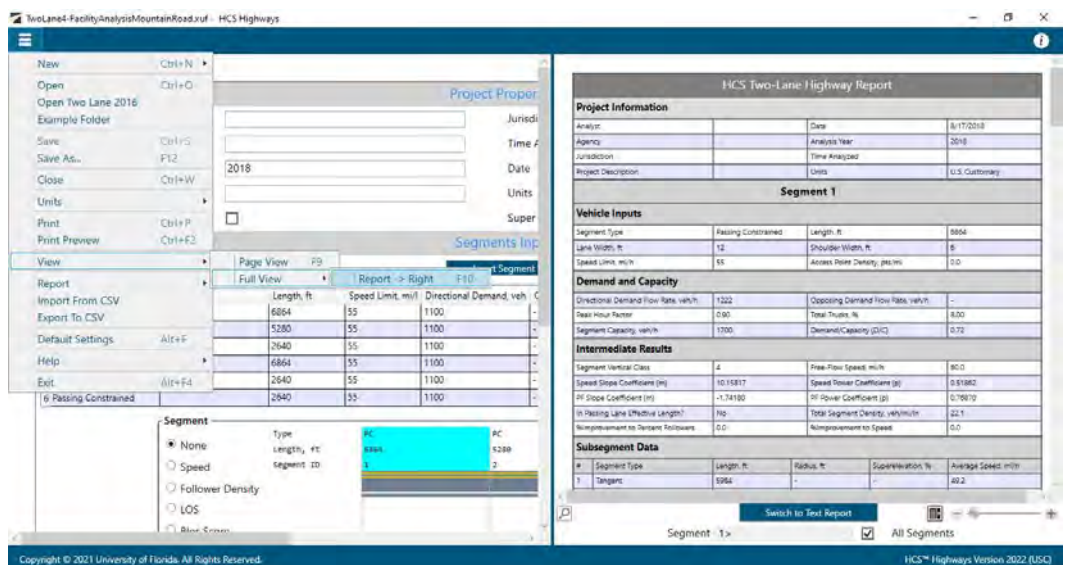 TwoLane4-FacilityAnalysisMountainRoad.xuf - HCS Highways
New Ctrl+N
Open Ctrl+O
Open Two Lane 2016
Example Folder
Save Ctrl+S
Save As... F12
Close Ctrl+W
Units
Print Ctrl+P
Print Preview Ctrl+F2
View
Report
Import From CSV
Export To CSV
Default Settings Alt+F
Help
Exit Alt+F4
Page View F9
Full View
Report -> Right F10
Project Proper
Jurisdi
Time A
2018 Date
Units
Super
Segments Inp
t Segment
Length, ft Speed Limit, mi/l Directional Demand, veh
6864 55 1100 -
5280 55 1100 -
2640 55 1100 -
6864 55 1100 -
2640 55 1100 -
6 Passing Constrained 2640 55 1100 -
Segment
None
Speed
Follower Density
LOS
Type PC PC
Length, ft 5280
Segment ID 1 2
HCS Two-Lane Highway Report
Project Information
Analyst Date 8/17/2018
Agency Analysis Year 2018
Jurisdiction Time Analyzed
Project Description Units U.S. Customary
Segment 1
Vehicle Inputs
Segment Type Passing Constrained Length, ft 6864
Lane Width, ft 12 Shoulder Width, ft 6
Speed Limit, mi/h 55 Access Point Density, pts/mi 0.0
Demand and Capacity
Directional Demand Flow Rate, veh/h 1222 Opposing Demand Flow Rate, veh/h -
Peak Hour Factor 0.90 Total Trucks, % 8.00
Segment Capacity, veh/h 1700 Demand/Capacity (D/C) 0.72
Intermediate Results
Segment Vertical Class 4 Free-Flow Speed, mi/h 60.0
Speed Slope Coefficient (m) 10.15817 Speed Power Coefficient (p) 0.51862
PF Slope Coefficient (m) -1.74180 PF Power Coefficient (p) 0.76870
In Passing Lane Effective Length? No Total Segment Density, veh/mi/ln 22.1
%Improvement to Percent Followers 0.0 %Improvement to Speed 0.0
Subsegment Data
# Segment Type Length, ft Radius, ft Superelevation, % Average Speed, mi/h
1 Tangent 5984 - - 49.2
Switch to Text Report
Segment 1> All Segments
Copyright © 2021 University of Florida. All Rights Reserved.
HCS™ Highways Version 2022 (USC)